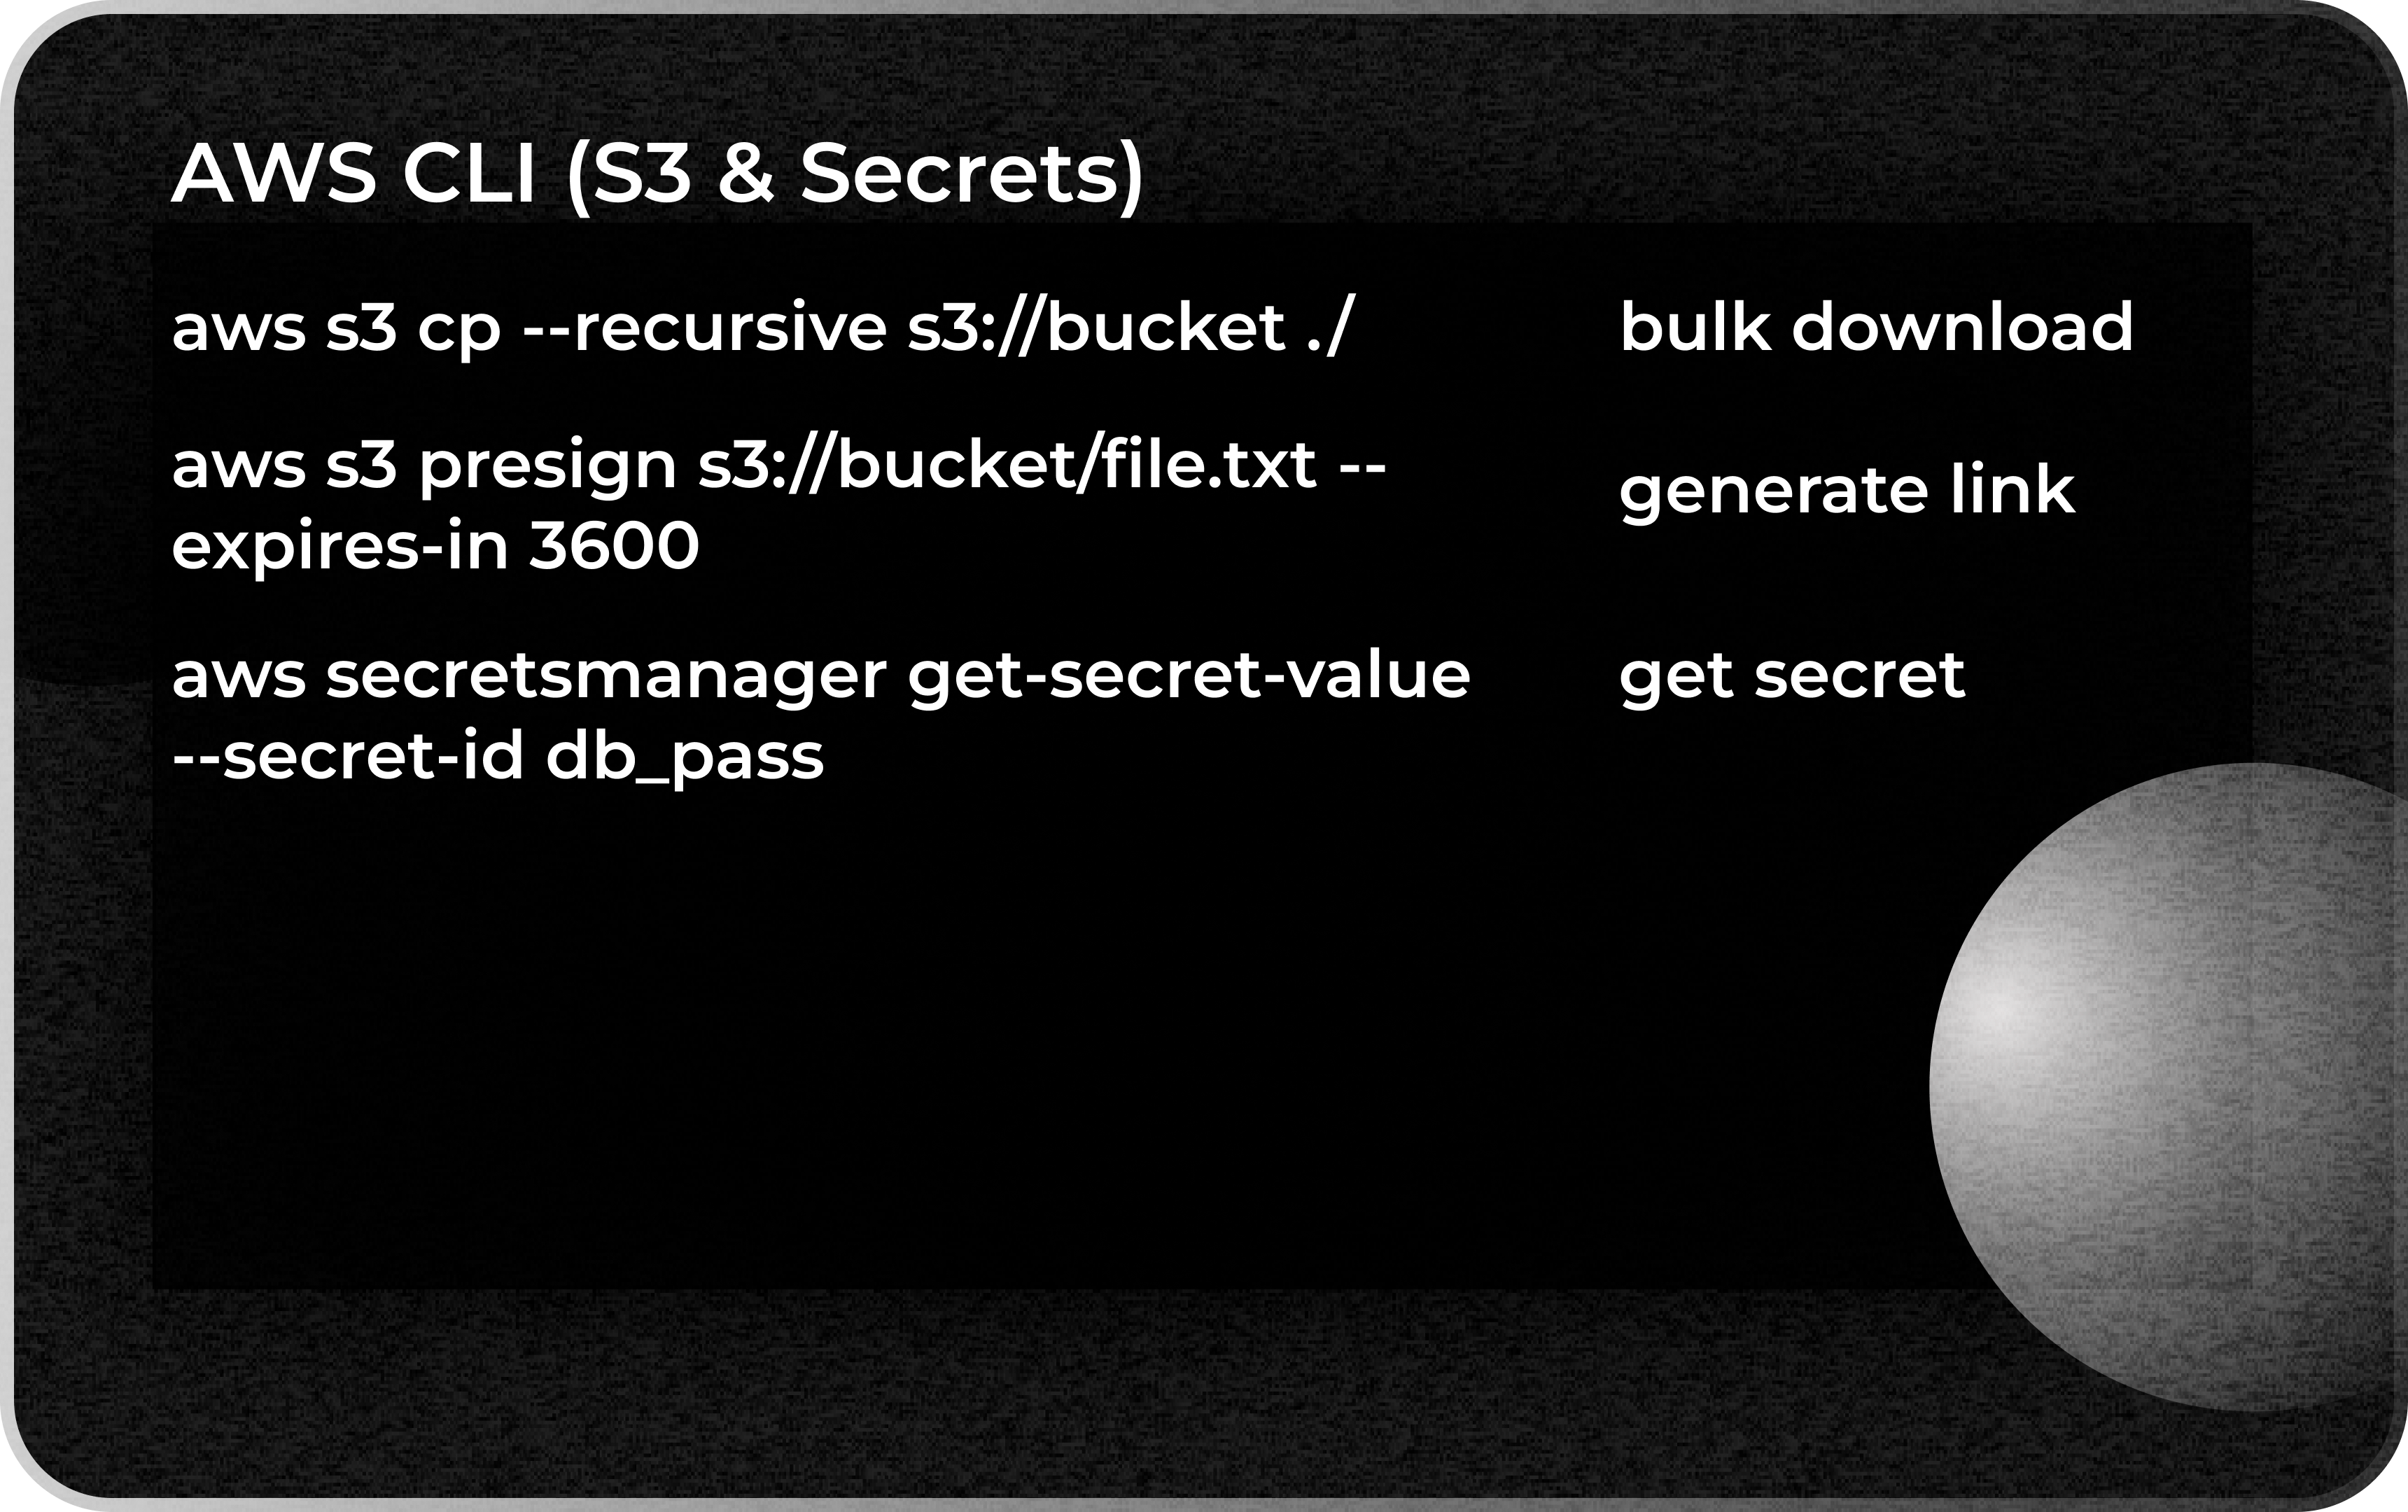 AWS CLI (S3 & Secrets)
aws s3 cp --recursive s3://bucket ./
bulk download
aws s3 presign s3://bucket/file.txt --
expires-in 3600
generate link
aws secretsmanager get-secret-value
--secret-id db_pass
get secret